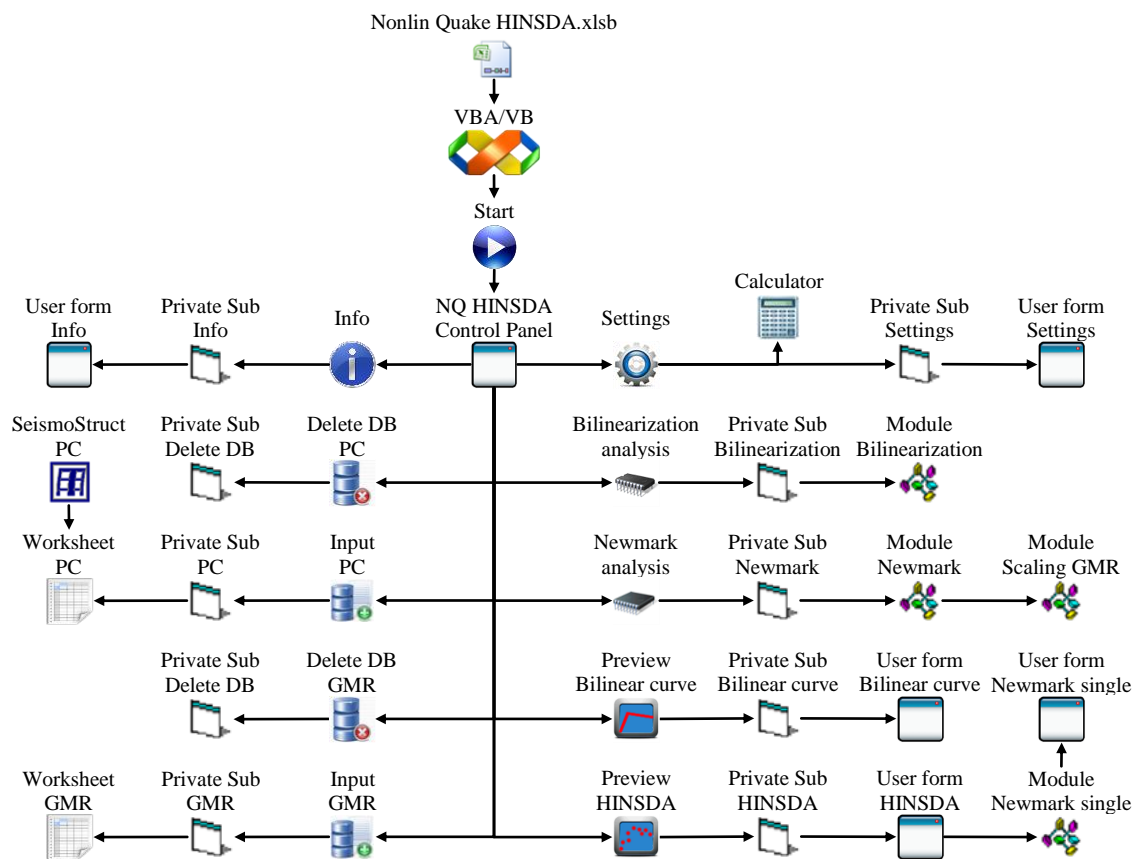 Nonlin Quake HINSDA.xlsb
VBA/VB
Start
NQ HINSDA
Control Panel
Calculator
User form
Info
Private Sub
Info
Info
Settings
Private Sub
Settings
User form
Settings
SeismoStruct
PC
Private Sub
Delete DB
Delete DB
PC
Bilinearization
analysis
Private Sub
Bilinearization
Module
Bilinearization
Worksheet
PC
Private Sub
PC
Input
PC
Newmark
analysis
Private Sub
Newmark
Module
Newmark
Module
Scaling GMR
Private Sub
Delete DB
Delete DB
GMR
Preview
Bilinear curve
Private Sub
Bilinear curve
User form
Bilinear curve
User form
Newmark single
Worksheet
GMR
Private Sub
GMR
Input
GMR
Preview
HINSDA
Private Sub
HINSDA
User form
HINSDA
Module
Newmark single